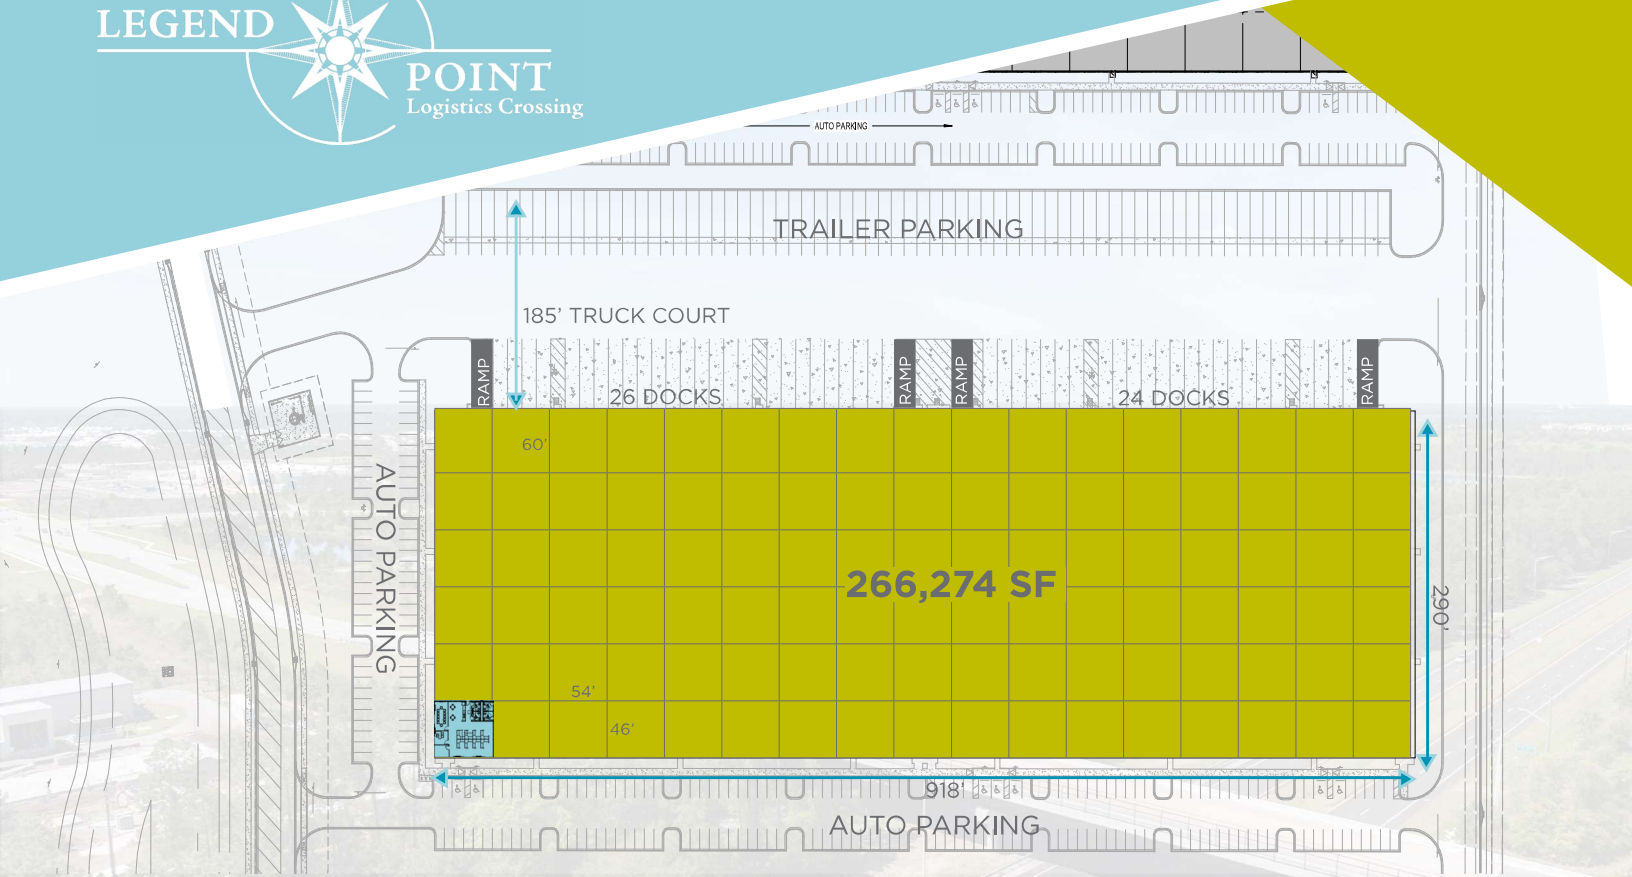 LEGEND
POINT
Logistics Crossing
AUTO PARKING
TRAILER PARKING
185' TRUCK COURT
RAMP
26 DOCKS
RAMP
RAMP
24 DOCKS
RAMP
60'
AUTO PARKING
266,274 SF
290'
54'
46'
918'
AUTO PARKING